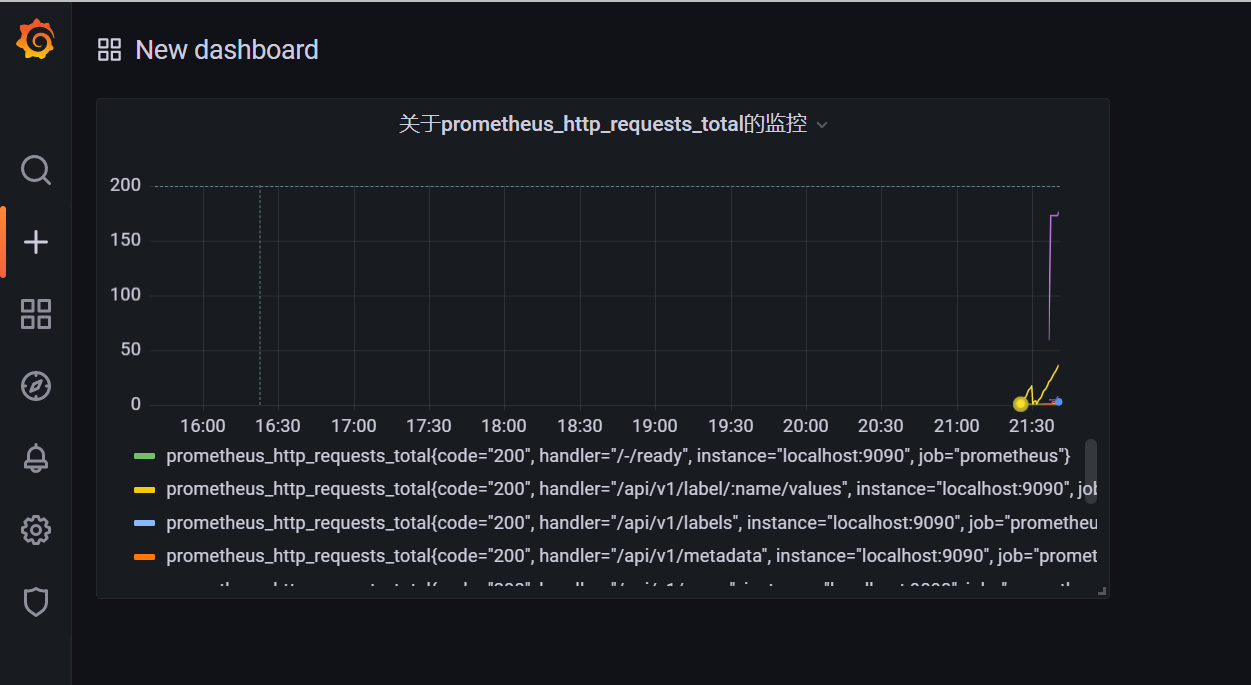 New dashboard
关于prometheus_http_requests_total的监控
200
150
100
50
0
16:00 16:30 17:00 17:30 18:00 18:30 19:00 19:30 20:00 20:30 21:00 21:30
prometheus_http_requests_total{code="200", handler="/-/ready", instance="localhost:9090", job="prometheus"}
prometheus_http_requests_total{code="200", handler="/api/v1/label/:name/values", instance="localhost:9090", job
prometheus_http_requests_total{code="200", handler="/api/v1/labels", instance="localhost:9090", job="prometheu
prometheus_http_requests_total{code="200", handler="/api/v1/metadata", instance="localhost:9090", job="promet